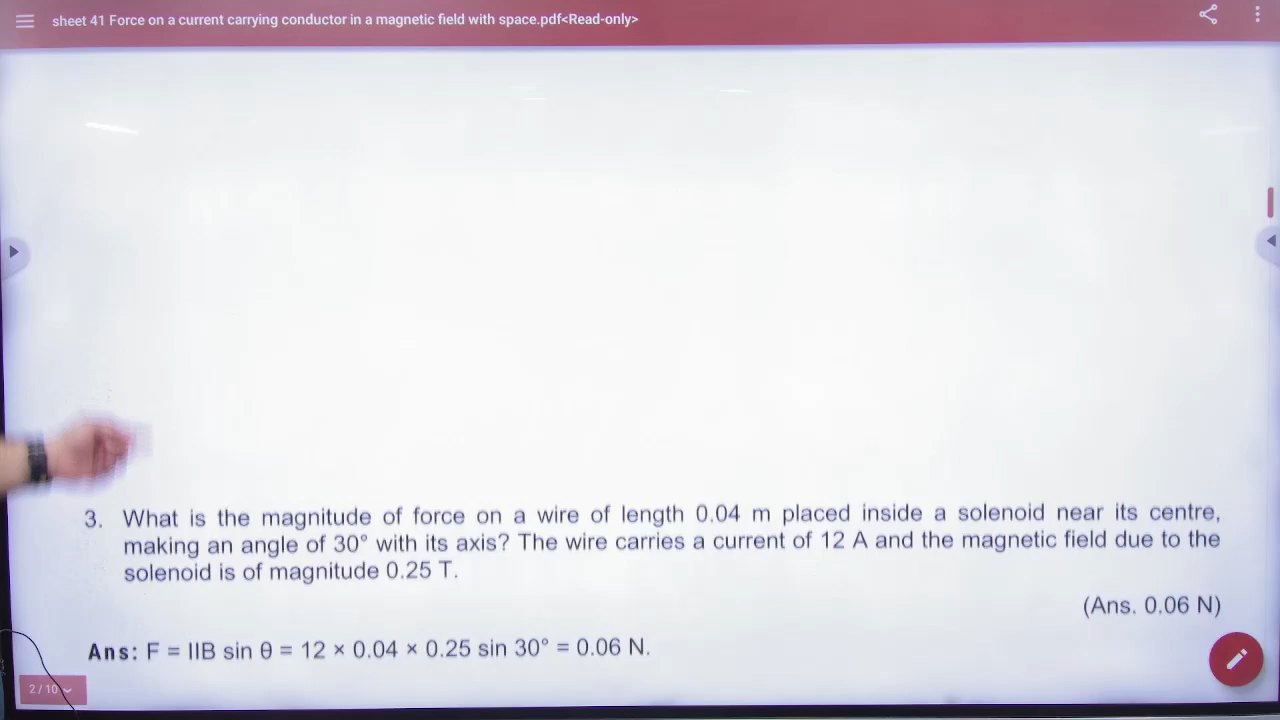 sheet 41 Force on a current carrying conductor in a magnetic field with space.pdf<Read-only>
3. What is the magnitude of force on a wire of length 0.04 m placed inside a solenoid near its centre,
making an angle of 30° with its axis? The wire carries a current of 12 A and the magnetic field due to the
solenoid is of magnitude 0.25 T.
(Ans. 0.06 N)
Ans: F = IlB sin θ = 12 × 0.04 × 0.25 sin 30° = 0.06 N.
2 / 10